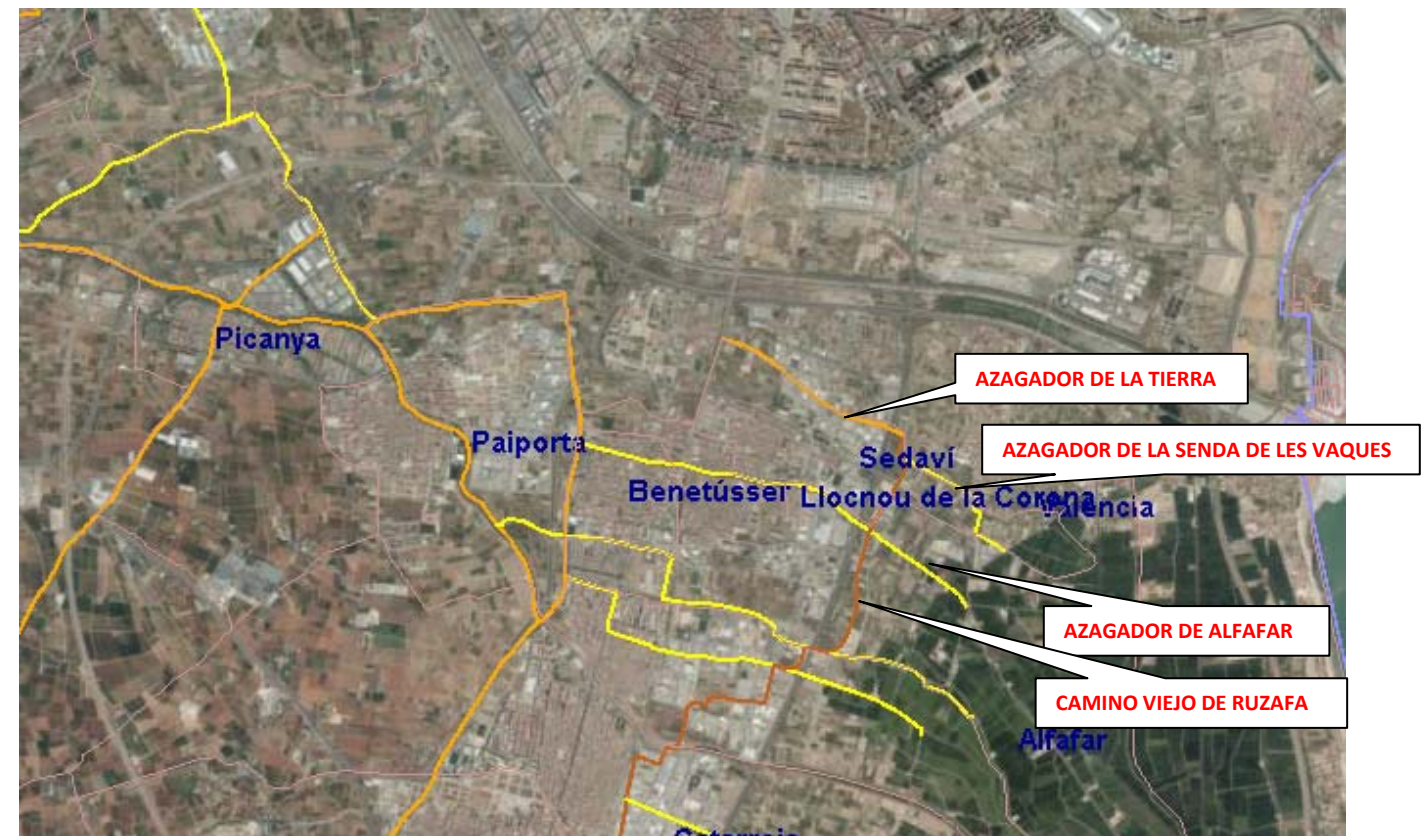 Picanya
AZAGADOR DE LA TIERRA
Paiporta
Sedaví
AZAGADOR DE LA SENDA DE LES VAQUES
Benetússer
Llocnou de la Corona
València
AZAGADOR DE ALFAFAR
CAMINO VIEJO DE RUZAFA
Alfafar